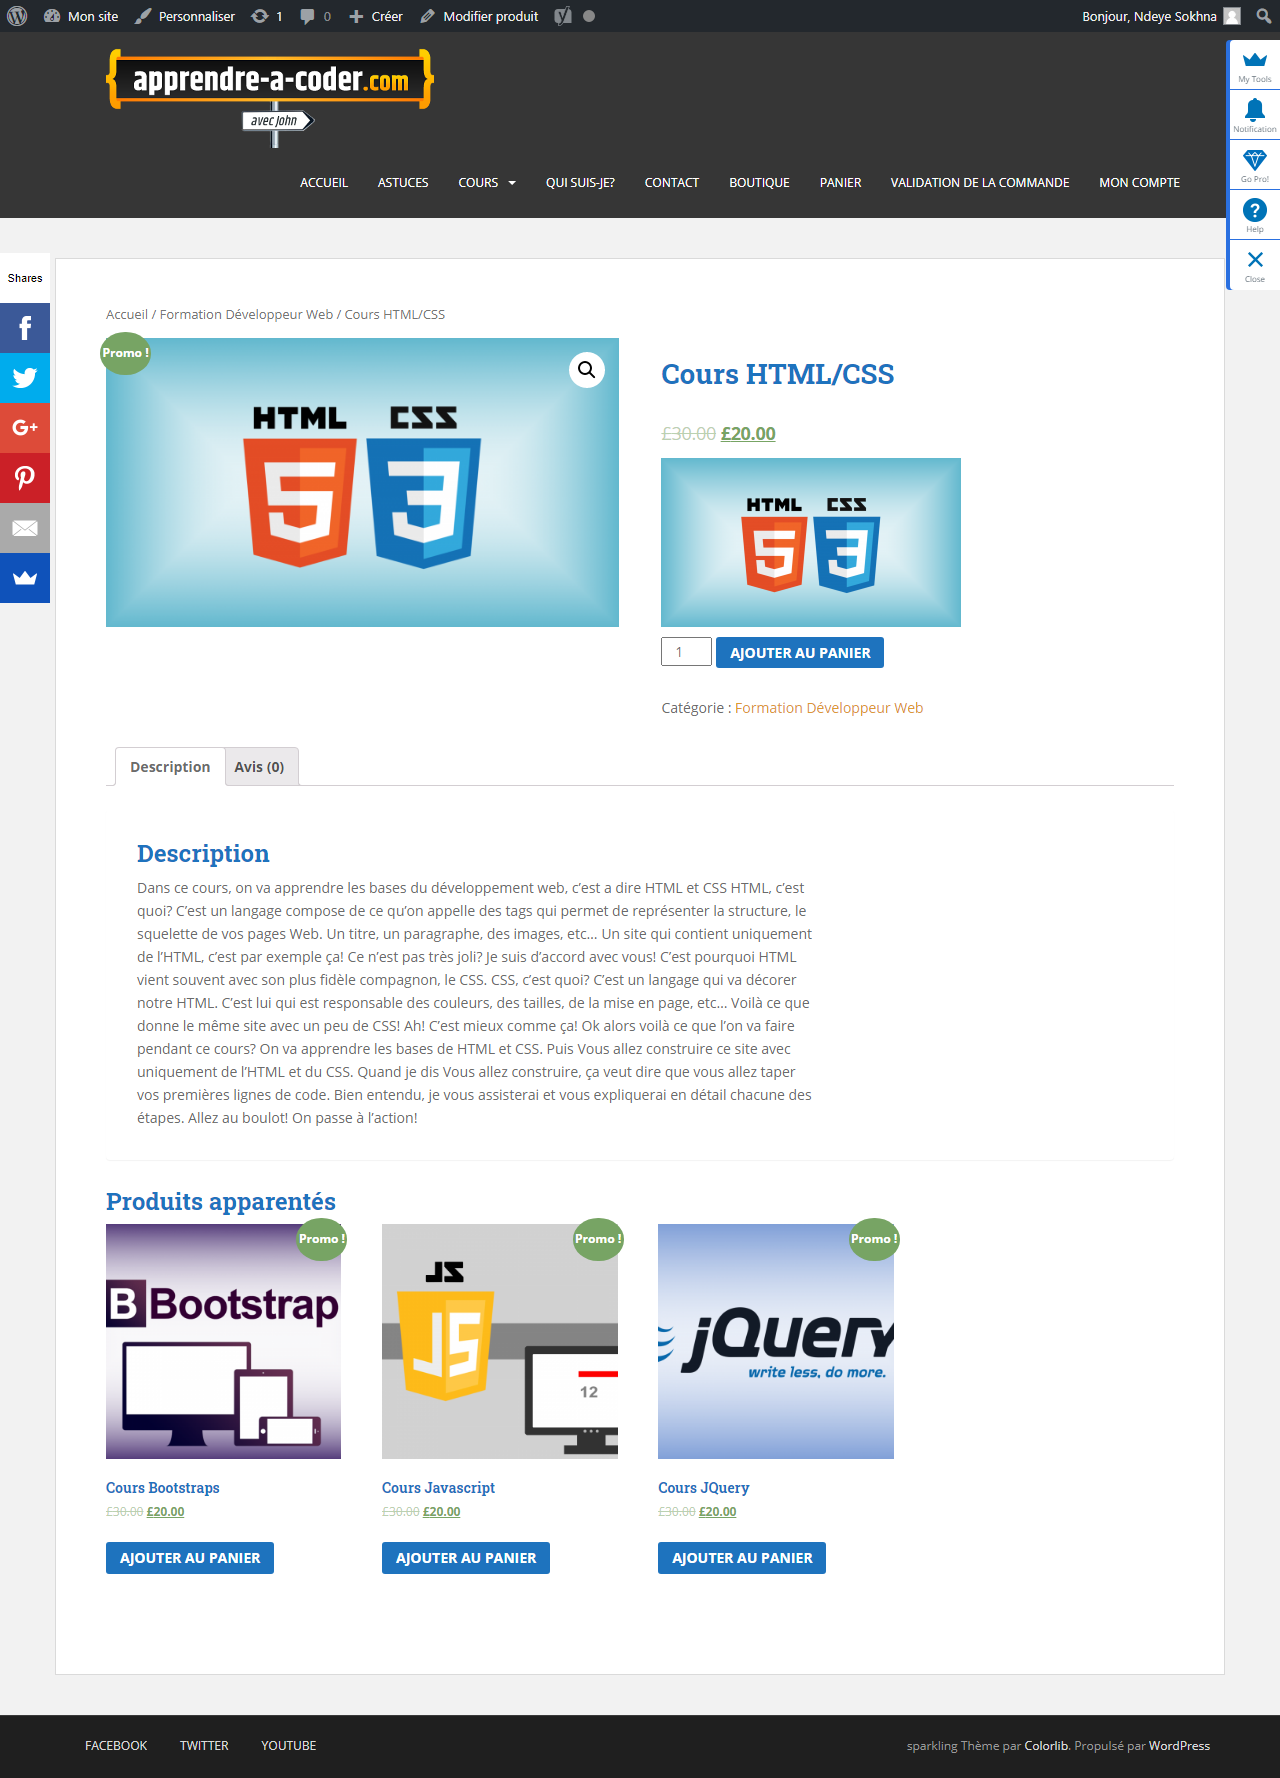 Mon site Personnaliser 1 0 Créer Modifier produit Bonjour, Ndeye Sokhna
apprendre-a-coder.com
avec John
ACCUEIL ASTUCES COURS QUI SUIS-JE? CONTACT BOUTIQUE PANIER VALIDATION DE LA COMMANDE MON COMPTE
My Tools
Notification
Go Pro!
Help
Close
Shares
Accueil / Formation Développeur Web / Cours HTML/CSS
Promo !
HTML CSS
5 3
Cours HTML/CSS
£30.00 £20.00
HTML CSS
5 3
1 AJOUTER AU PANIER
Catégorie : Formation Développeur Web
Description Avis (0)
Description
Dans ce cours, on va apprendre les bases du développement web, c’est a dire HTML et CSS HTML, c’est
quoi? C’est un langage compose de ce qu’on appelle des tags qui permet de représenter la structure, le
squelette de vos pages Web. Un titre, un paragraphe, des images, etc… Un site qui contient uniquement
de l’HTML, c’est par exemple ça! Ce n’est pas très joli? Je suis d’accord avec vous! C’est pourquoi HTML
vient souvent avec son plus fidèle compagnon, le CSS. CSS, c’est quoi? C’est un langage qui va décorer
notre HTML. C’est lui qui est responsable des couleurs, des tailles, de la mise en page, etc… Voilà ce que
donne le même site avec un peu de CSS! Ah! C’est mieux comme ça! Ok alors voilà ce que l’on va faire
pendant ce cours? On va apprendre les bases de HTML et CSS. Puis Vous allez construire ce site avec
uniquement de l’HTML et du CSS. Quand je dis Vous allez construire, ça veut dire que vous allez taper
vos premières lignes de code. Bien entendu, je vous assisterai et vous expliquerai en détail chacune des
étapes. Allez au boulot! On passe à l’action!
Produits apparentés
Promo ! Promo ! Promo !
B Bootstrap
JS
JS
12
jQuery
write less, do more.
Cours Bootstraps Cours Javascript Cours JQuery
£30.00 £20.00 £30.00 £20.00 £30.00 £20.00
AJOUTER AU PANIER AJOUTER AU PANIER AJOUTER AU PANIER
FACEBOOK TWITTER YOUTUBE sparkling Thème par Colorlib. Propulsé par WordPress